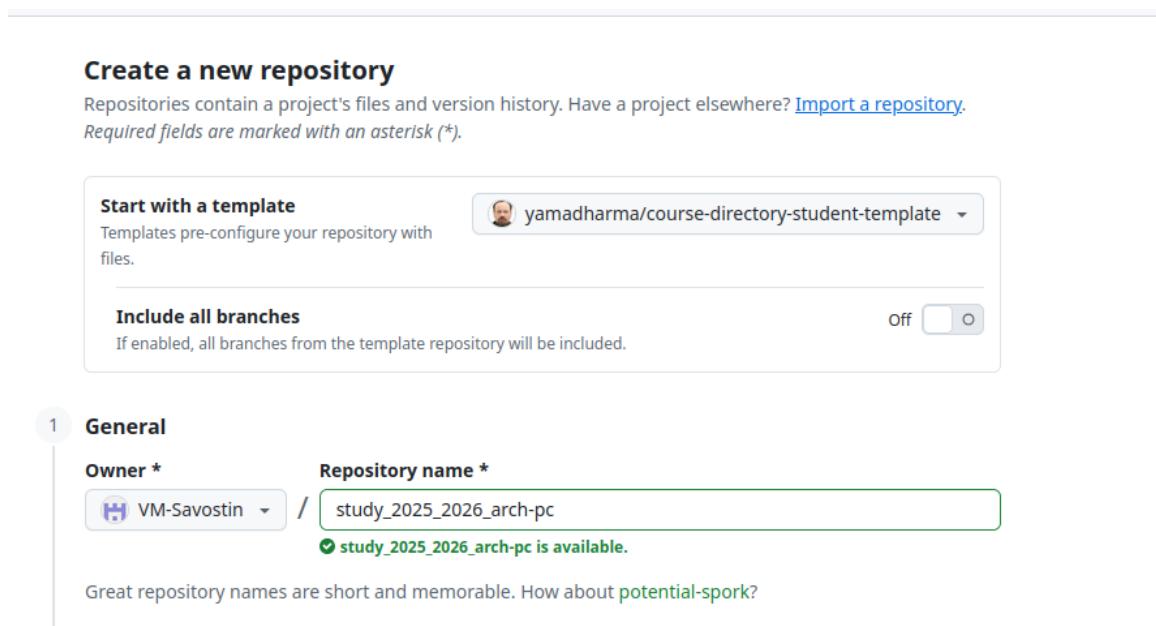 Create a new repository
Repositories contain a project's files and version history. Have a project elsewhere? Import a repository.
Required fields are marked with an asterisk (*).
Start with a template
Templates pre-configure your repository with
files.
yamadharma/course-directory-student-template
Include all branches
If enabled, all branches from the template repository will be included.
Off
1
General
Owner *
Repository name *
VM-Savostin
/
study_2025_2026_arch-pc
study_2025_2026_arch-pc is available.
Great repository names are short and memorable. How about potential-spork?